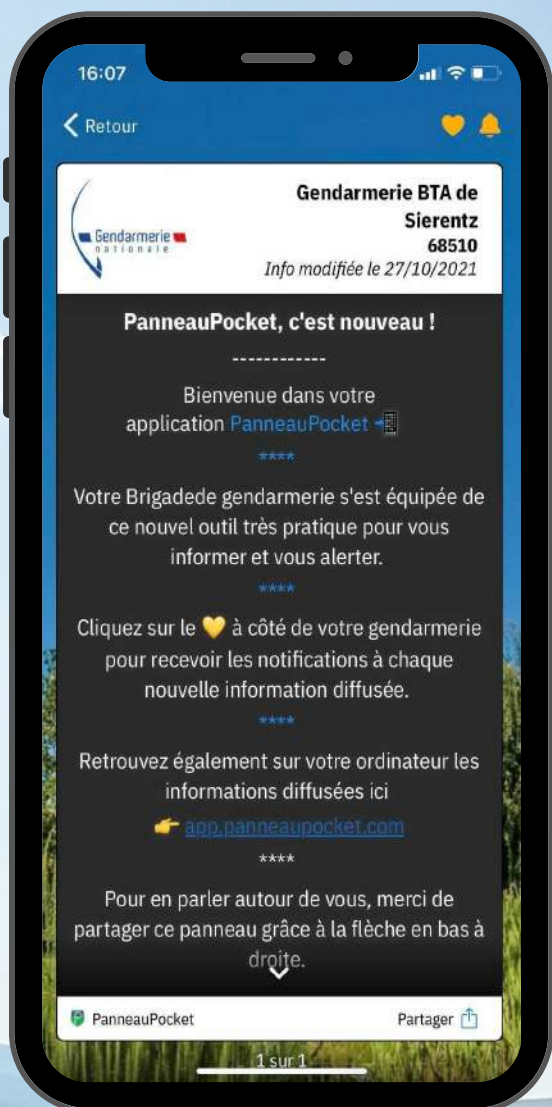 16:07
Retour
Gendarmerie
nationale
Gendarmerie BTA de
Sierentz
68510
Info modifiée le 27/10/2021
PanneauPocket, c'est nouveau !
------------
Bienvenue dans votre
application PanneauPocket 📲
****
Votre Brigadede gendarmerie s'est équipée de
ce nouvel outil très pratique pour vous
informer et vous alerter.
****
Cliquez sur le 💛 à côté de votre gendarmerie
pour recevoir les notifications à chaque
nouvelle information diffusée.
****
Retrouvez également sur votre ordinateur les
informations diffusées ici
👉 app.panneaupocket.com
****
Pour en parler autour de vous, merci de
partager ce panneau grâce à la flèche en bas à
droite.
PanneauPocket
Partager
1 sur 1